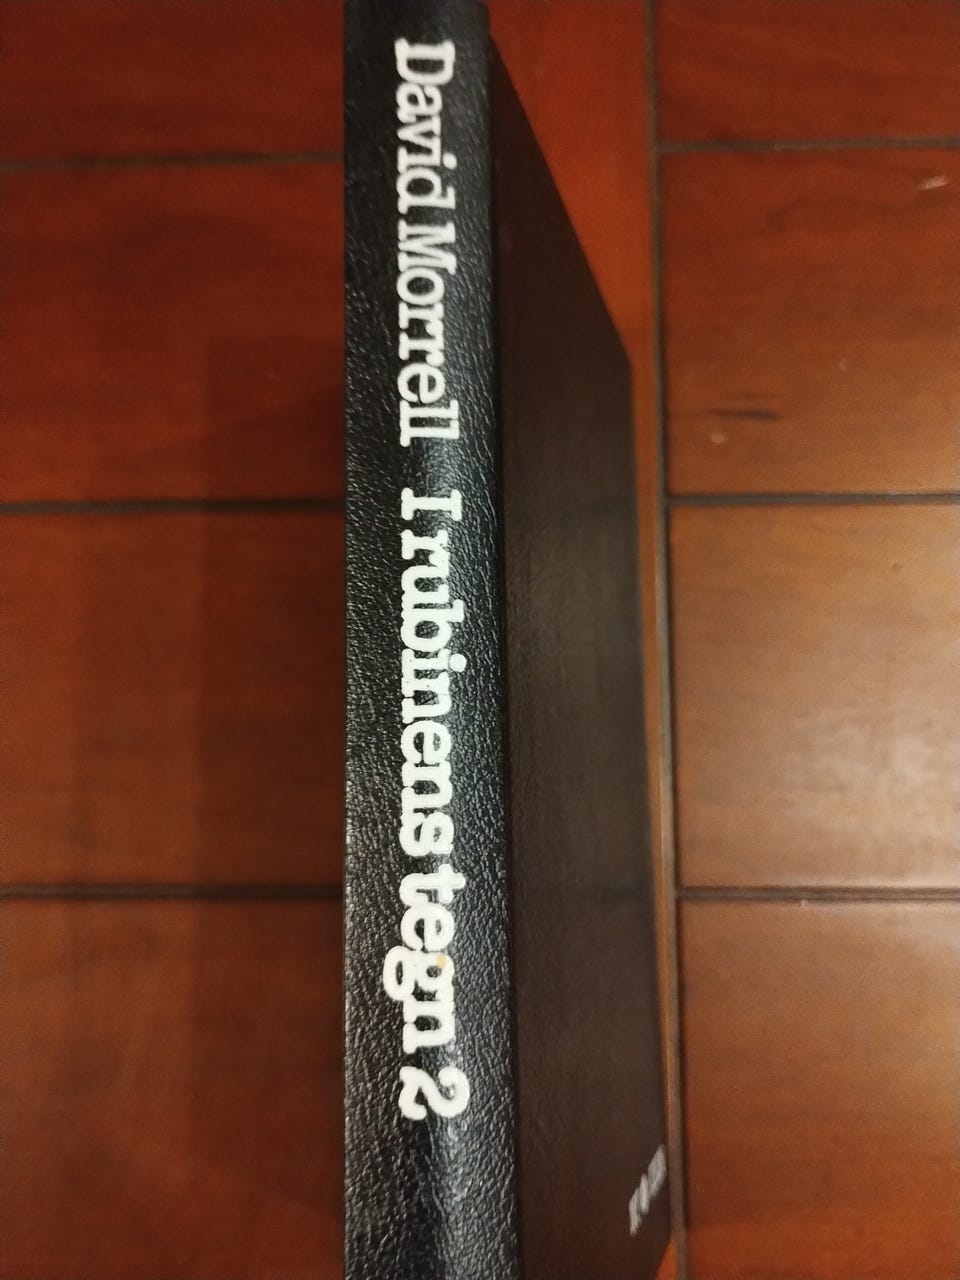 David Morrell I rubinens tegn 2